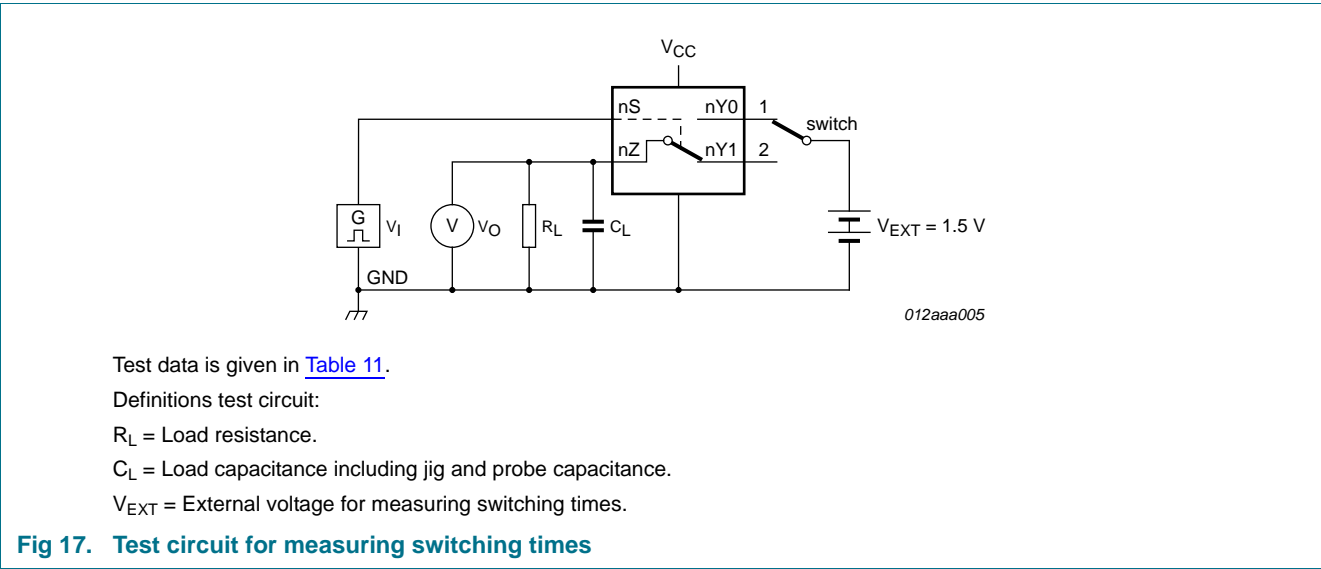 VCC
nS nY0 1
switch
nZ nY1 2
G VI V VO RL CL VEXT = 1.5 V
GND
012aaa005
Test data is given in Table 11.
Definitions test circuit:
RL = Load resistance.
CL = Load capacitance including jig and probe capacitance.
VEXT = External voltage for measuring switching times.
Fig 17. Test circuit for measuring switching times